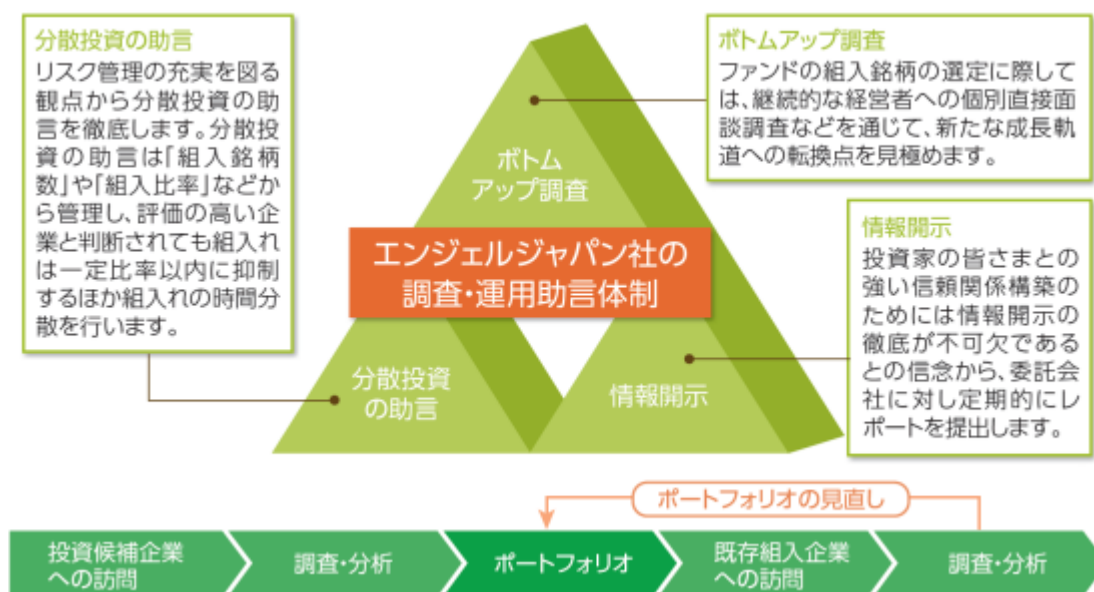 分散投資の助言
リスク管理の充実を図る
観点から分散投資の助
言を徹底します。分散投
資の助言は「組入銘柄
数」や「組入比率」などか
ら管理し、評価の高い企
業と判断されても組入れ
は一定比率以内に抑制
するほか組入れの時間分
散を行います。
ボトムアップ調査
ファンドの組入銘柄の選定に際して
は、継続的な経営者への個別直接面
談調査などを通じて、新たな成長軌
道への転換点を見極めます。
ボトム
アップ調査
エンジェルジャパン社の
調査・運用助言体制
情報開示
投資家の皆さまとの
強い信頼関係構築の
ためには情報開示の
徹底が不可欠である
との信念から、委託会
社に対し定期的にレ
ポートを提出します。
分散投資
の助言
情報開示
ポートフォリオの見直し
投資候補企業
への訪問
調査・分析
ポートフォリオ
既存組入企業
への訪問
調査・分析